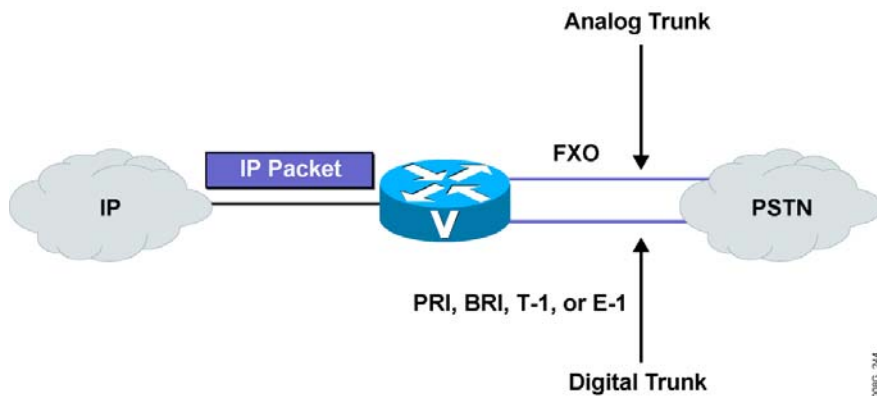 Analog Trunk
FXO
IP Packet
IP
V
PSTN
PRI, BRI, T-1, or E-1
Digital Trunk